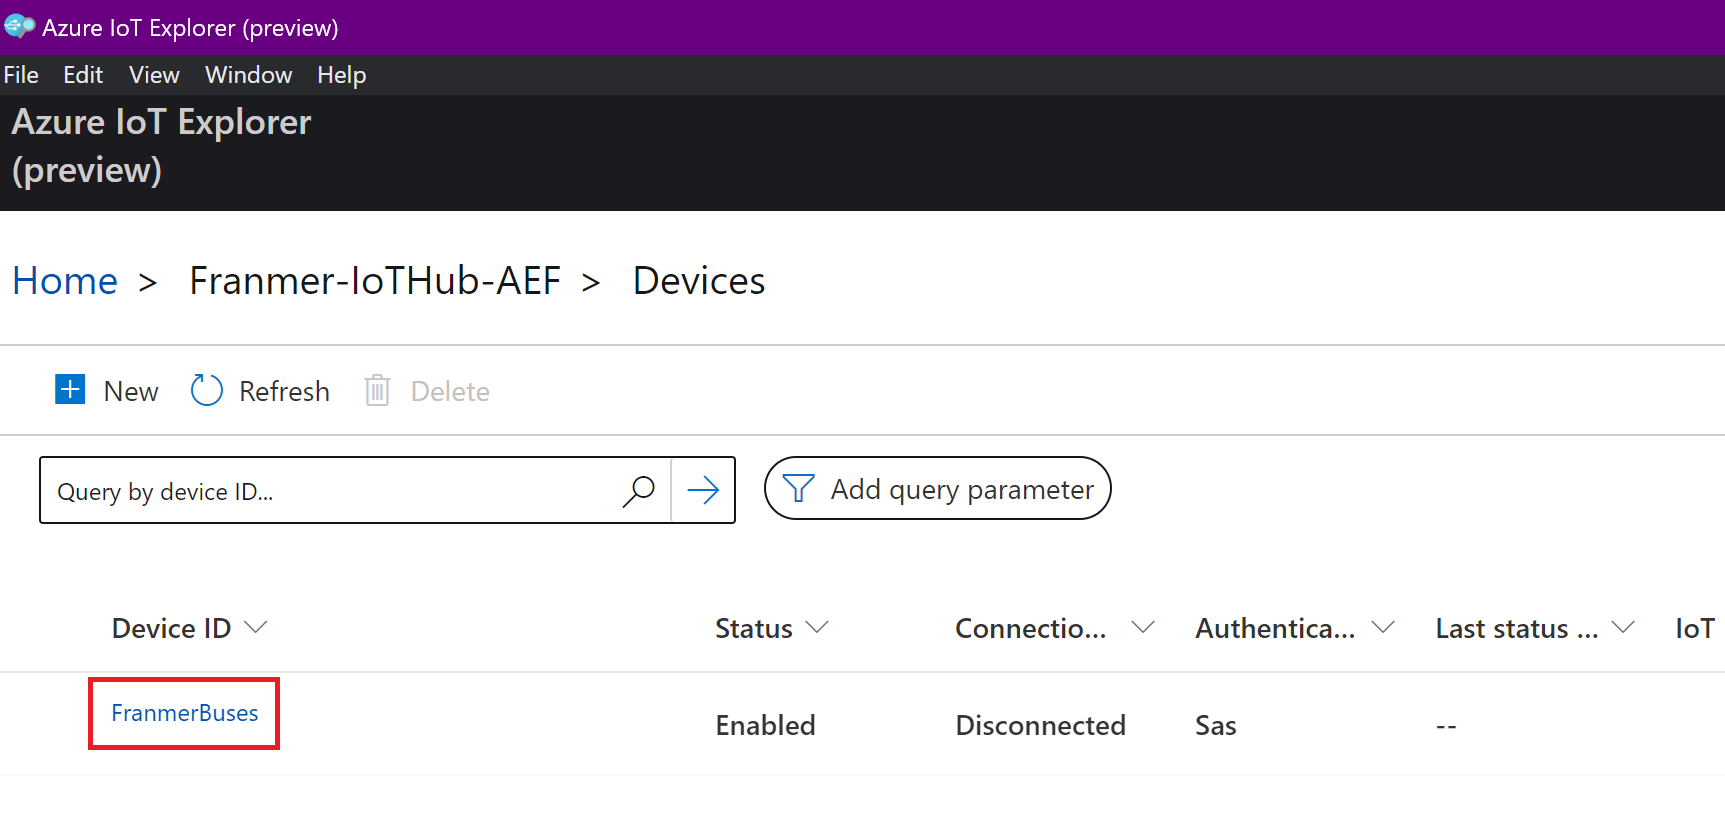 Azure IoT Explorer (preview)
File Edit View Window Help
Azure IoT Explorer
(preview)
Home > Franmer-IoTHub-AEF > Devices
New Refresh Delete
Query by device ID... Add query parameter
Device ID Status Connectio... Authentica... Last status ... IoT
FranmerBuses Enabled Disconnected Sas --